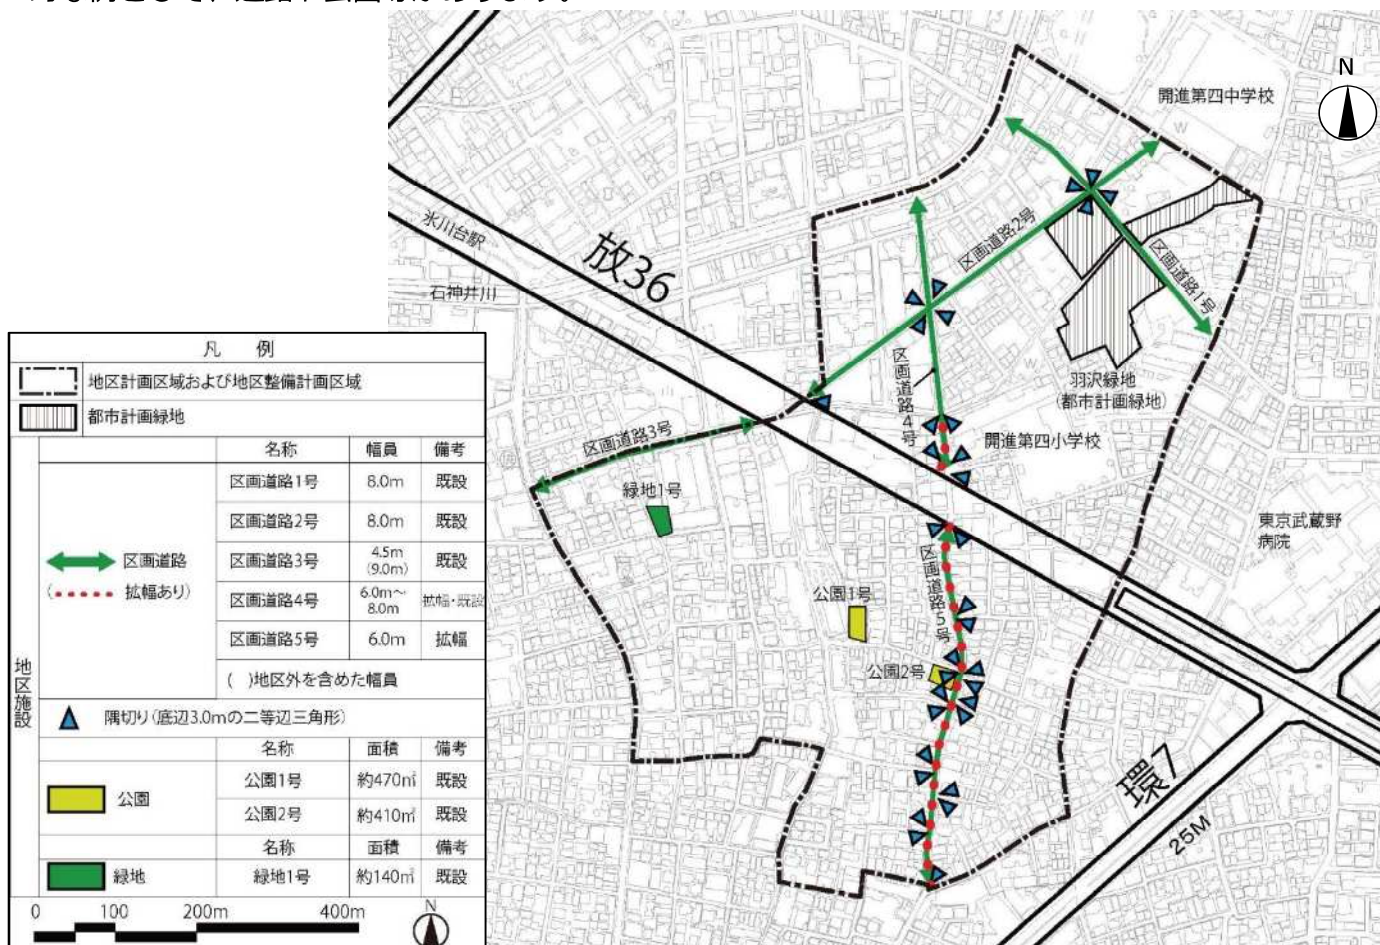 開進第四中学校
N
氷川台駅
放36
石神井川
区画道路2号
区画道路1号
区画道路4号
羽沢緑地
(都市計画緑地)
区画道路3号
開進第四小学校
緑地1号
東京武蔵野
病院
区画道路5号
公園1号
公園2号
環7
25M
凡 例
地区計画区域および地区整備計画区域
都市計画緑地
地区施設
名称 幅員 備考
区画道路
(拡幅あり)
区画道路1号 8.0m 既設
区画道路2号 8.0m 既設
区画道路3号 4.5m (9.0m) 既設
区画道路4号 6.0m～8.0m 拡幅・既設
区画道路5号 6.0m 拡幅
( )地区外を含めた幅員
隅切り(底辺3.0mの二等辺三角形)
名称 面積 備考
公園
公園1号 約470㎡ 既設
公園2号 約410㎡ 既設
名称 面積 備考
緑地 緑地1号 約140㎡ 既設
0 100 200m 400m
N